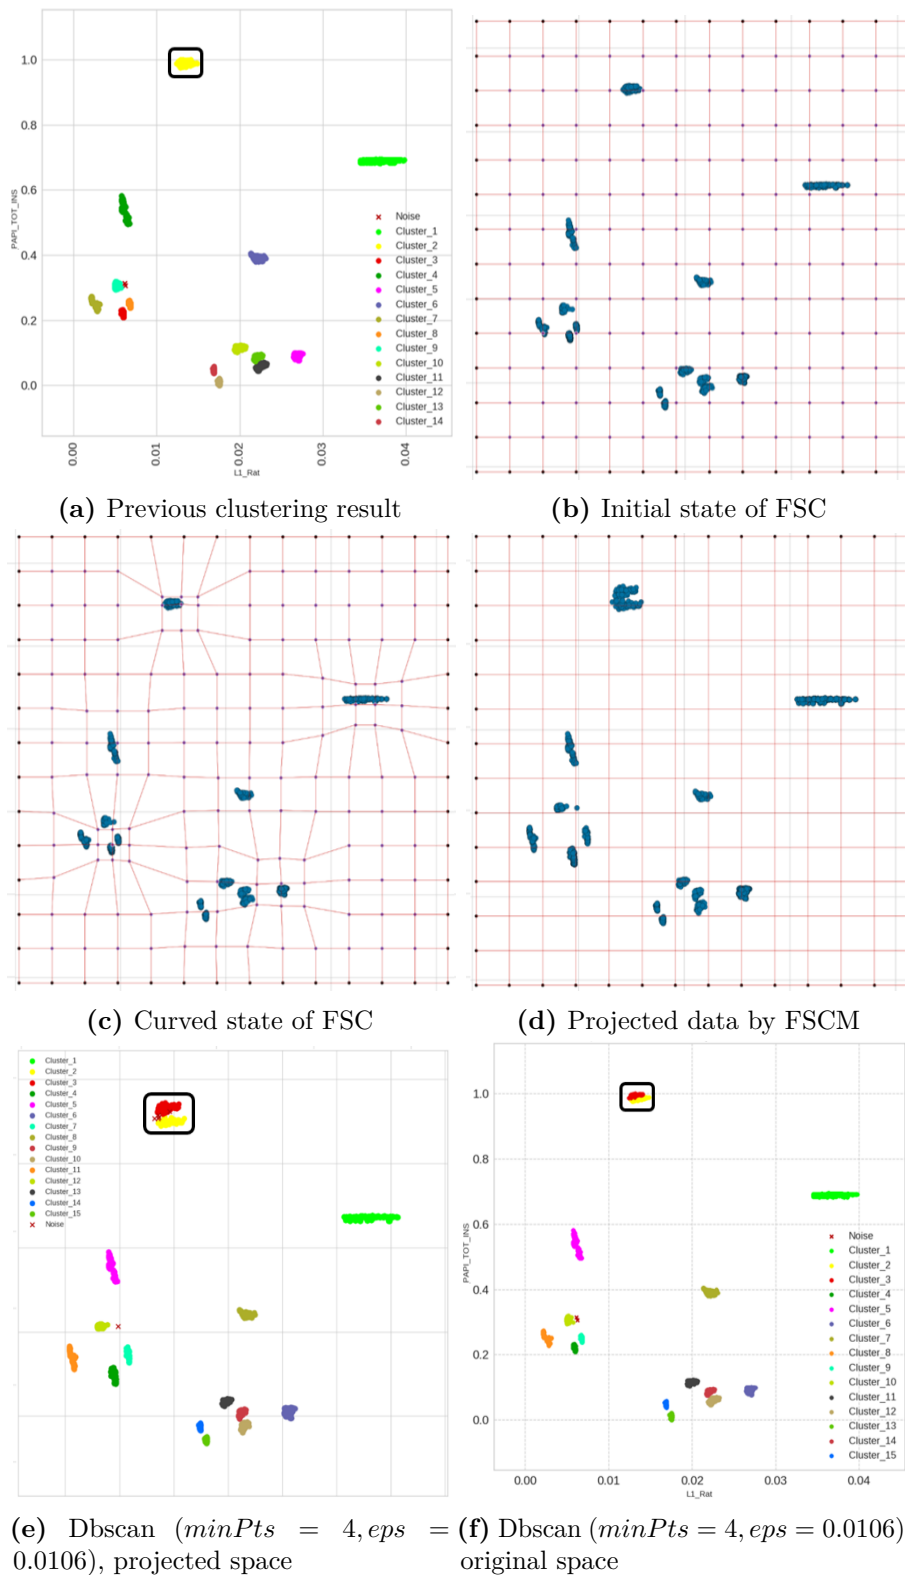 1.0
0.8
0.6
0.4
0.2
0.0
PAPI_TOT_INS
Noise
Cluster_1
Cluster_2
Cluster_3
Cluster_4
Cluster_5
Cluster_6
Cluster_7
Cluster_8
Cluster_9
Cluster_10
Cluster_11
Cluster_12
Cluster_13
Cluster_14
0.00
0.01
0.02
0.03
0.04
L1_Rat
(a) Previous clustering result
(b) Initial state of FSC
(c) Curved state of FSC
(d) Projected data by FSCM
Cluster_1
Cluster_2
Cluster_3
Cluster_4
Cluster_5
Cluster_6
Cluster_7
Cluster_8
Cluster_9
Cluster_10
Cluster_11
Cluster_12
Cluster_13
Cluster_14
Cluster_15
Noise
1.0
0.8
0.6
0.4
0.2
0.0
PAPI_TOT_INS
Noise
Cluster_1
Cluster_2
Cluster_3
Cluster_4
Cluster_5
Cluster_6
Cluster_7
Cluster_8
Cluster_9
Cluster_10
Cluster_11
Cluster_12
Cluster_13
Cluster_14
Cluster_15
0.00
0.01
0.02
0.03
0.04
L1_Rat
(e) Dbscan (minPts = 4, eps =
0.0106), projected space
(f) Dbscan (minPts = 4, eps = 0.0106)
original space